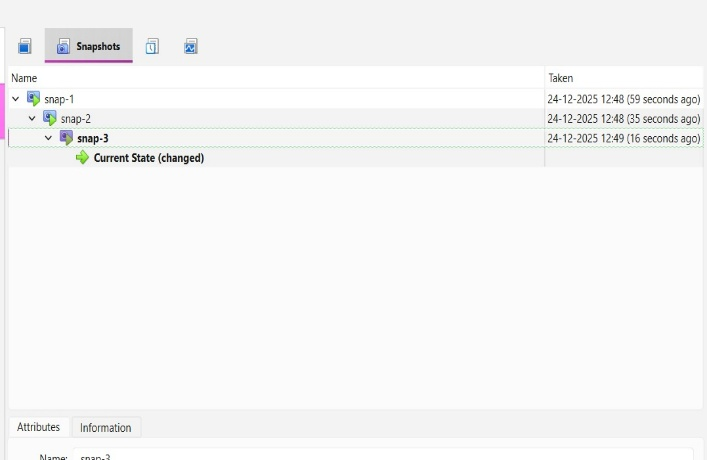 Snapshots
Name Taken
snap-1 24-12-2025 12:48 (59 seconds ago)
snap-2 24-12-2025 12:48 (35 seconds ago)
snap-3 24-12-2025 12:49 (16 seconds ago)
Current State (changed)
Attributes Information
Name: snap-3